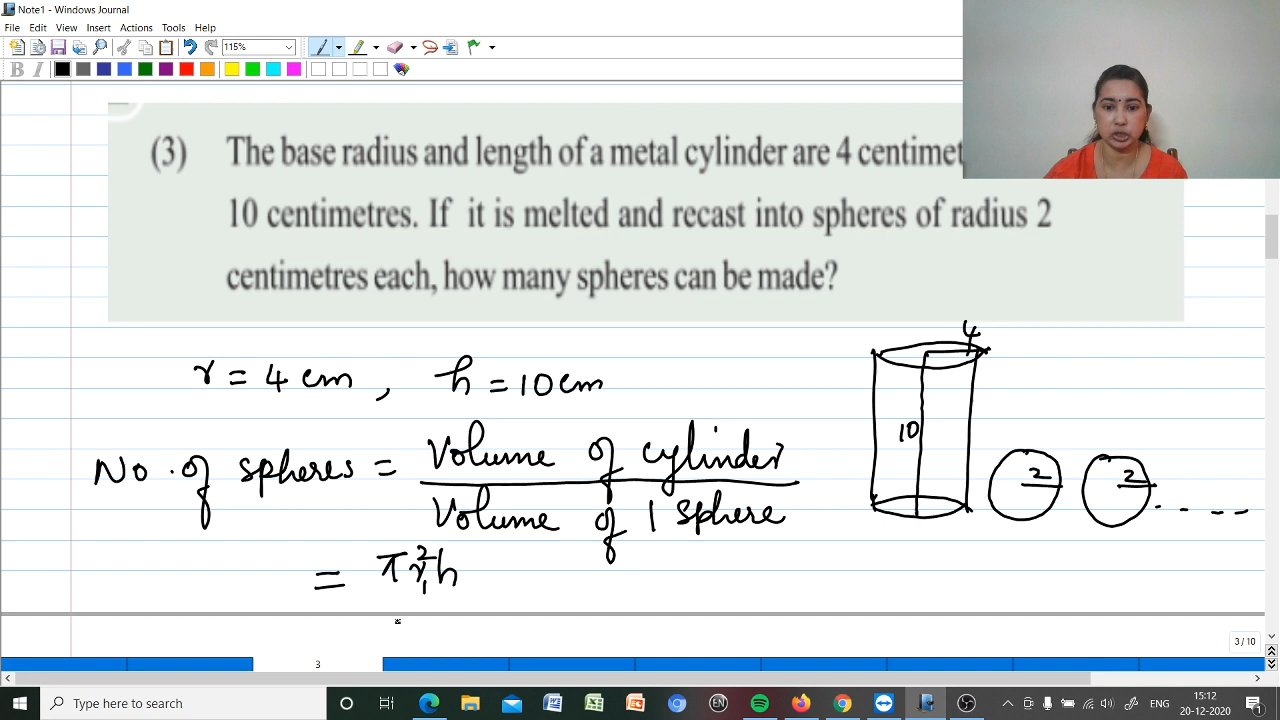 Note1 - Windows Journal
File Edit View Insert Actions Tools Help
115%
B I
(3) The base radius and length of a metal cylinder are 4 centimet
10 centimetres. If it is melted and recast into spheres of radius 2
centimetres each, how many spheres can be made?
4
r = 4 cm , h = 10 cm
10
No. of spheres = Volume of cylinder
Volume of 1 sphere
2 2 . . . . .
= πr₁²h
3 / 10
3
Type here to search
EN
ENG
15:12
20-12-2020